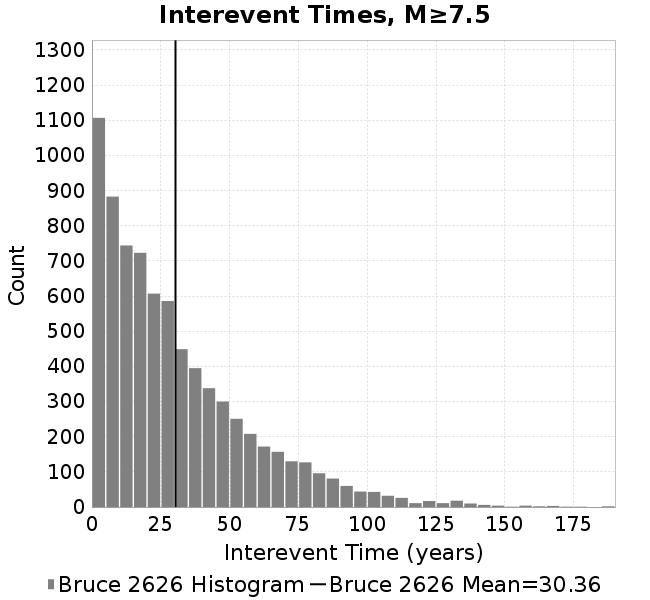 Interevent Times, M≥7.5
1300
1200
1100
1000
900
800
700
600
500
400
300
200
100
0
Count
0 25 50 75 100 125 150 175
Interevent Time (years)
Bruce 2626 Histogram Bruce 2626 Mean=30.36